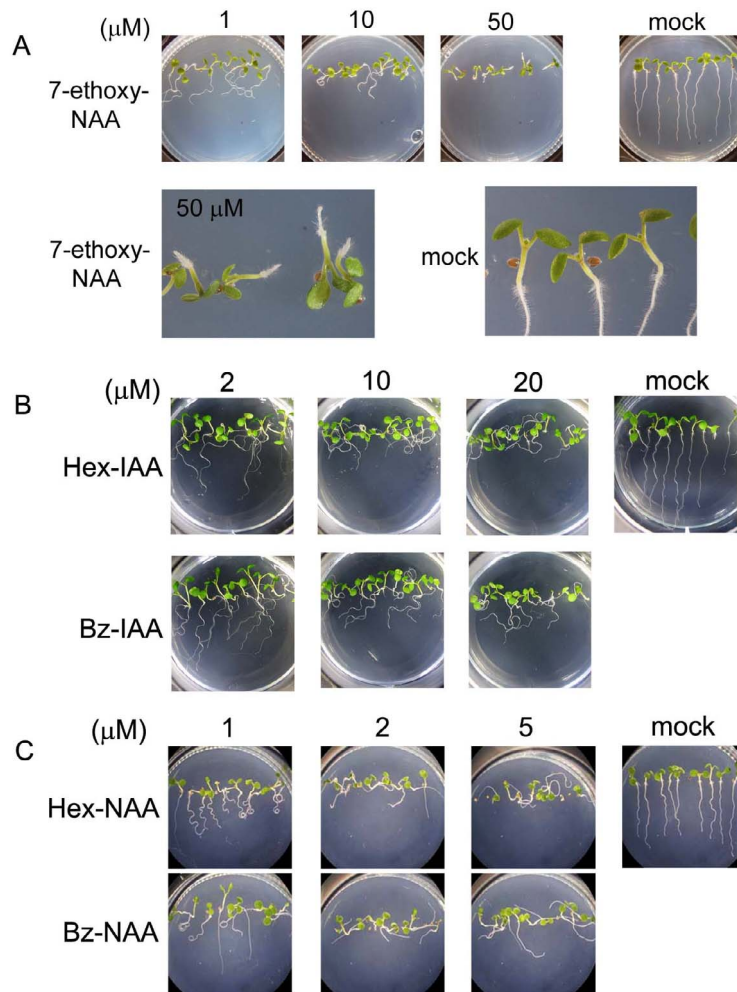 A
(μM) 1 10 50 mock
7-ethoxy-
NAA
50 μM
7-ethoxy-
NAA
mock
B
(μM) 2 10 20 mock
Hex-IAA
Bz-IAA
C
(μM) 1 2 5 mock
Hex-NAA
Bz-NAA